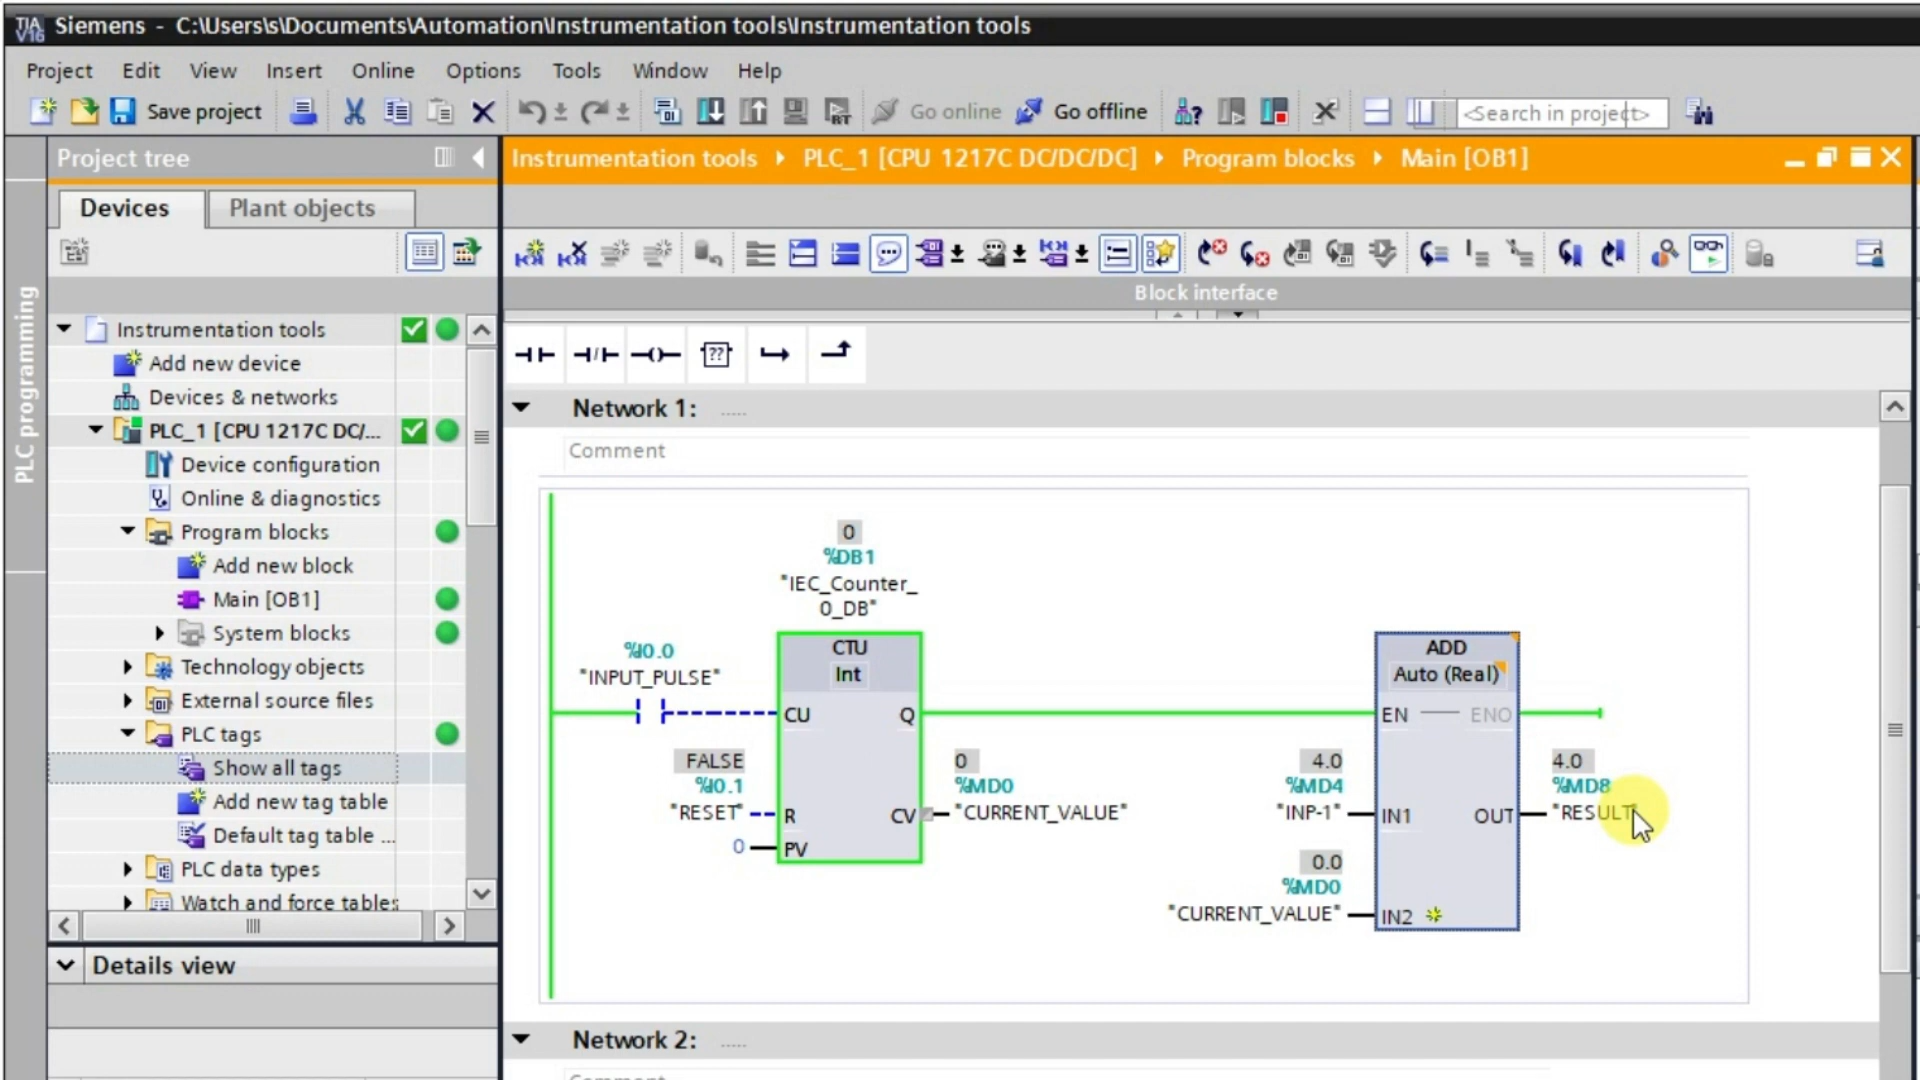 TIA V16 Siemens - C:\Users\s\Documents\Automation\Instrumentation tools\Instrumentation tools
Project Edit View Insert Online Options Tools Window Help
Save project Go online Go offline <Search in project>
Project tree
Instrumentation tools PLC_1 [CPU 1217C DC/DC/DC] Program blocks Main [OB1]
Devices Plant objects
Block interface
PLC programming
Instrumentation tools
Add new device
Devices & networks
PLC_1 [CPU 1217C DC/...
Device configuration
Online & diagnostics
Program blocks
Add new block
Main [OB1]
System blocks
Technology objects
External source files
PLC tags
Show all tags
Add new tag table
Default tag table ...
PLC data types
Watch and force tables
Details view
??
Network 1: .....
Comment
0
%DB1
"IEC_Counter_
0_DB"
%I0.0
"INPUT_PULSE"
CTU
Int
CU Q
FALSE
%I0.1
"RESET" R
0 PV
0
%MD0
CV "CURRENT_VALUE"
ADD
Auto (Real)
EN ENO
4.0
%MD4
"INP-1" IN1
0.0
%MD0
"CURRENT_VALUE" IN2
4.0
%MD8
OUT "RESULT"
Network 2: .....
Comment